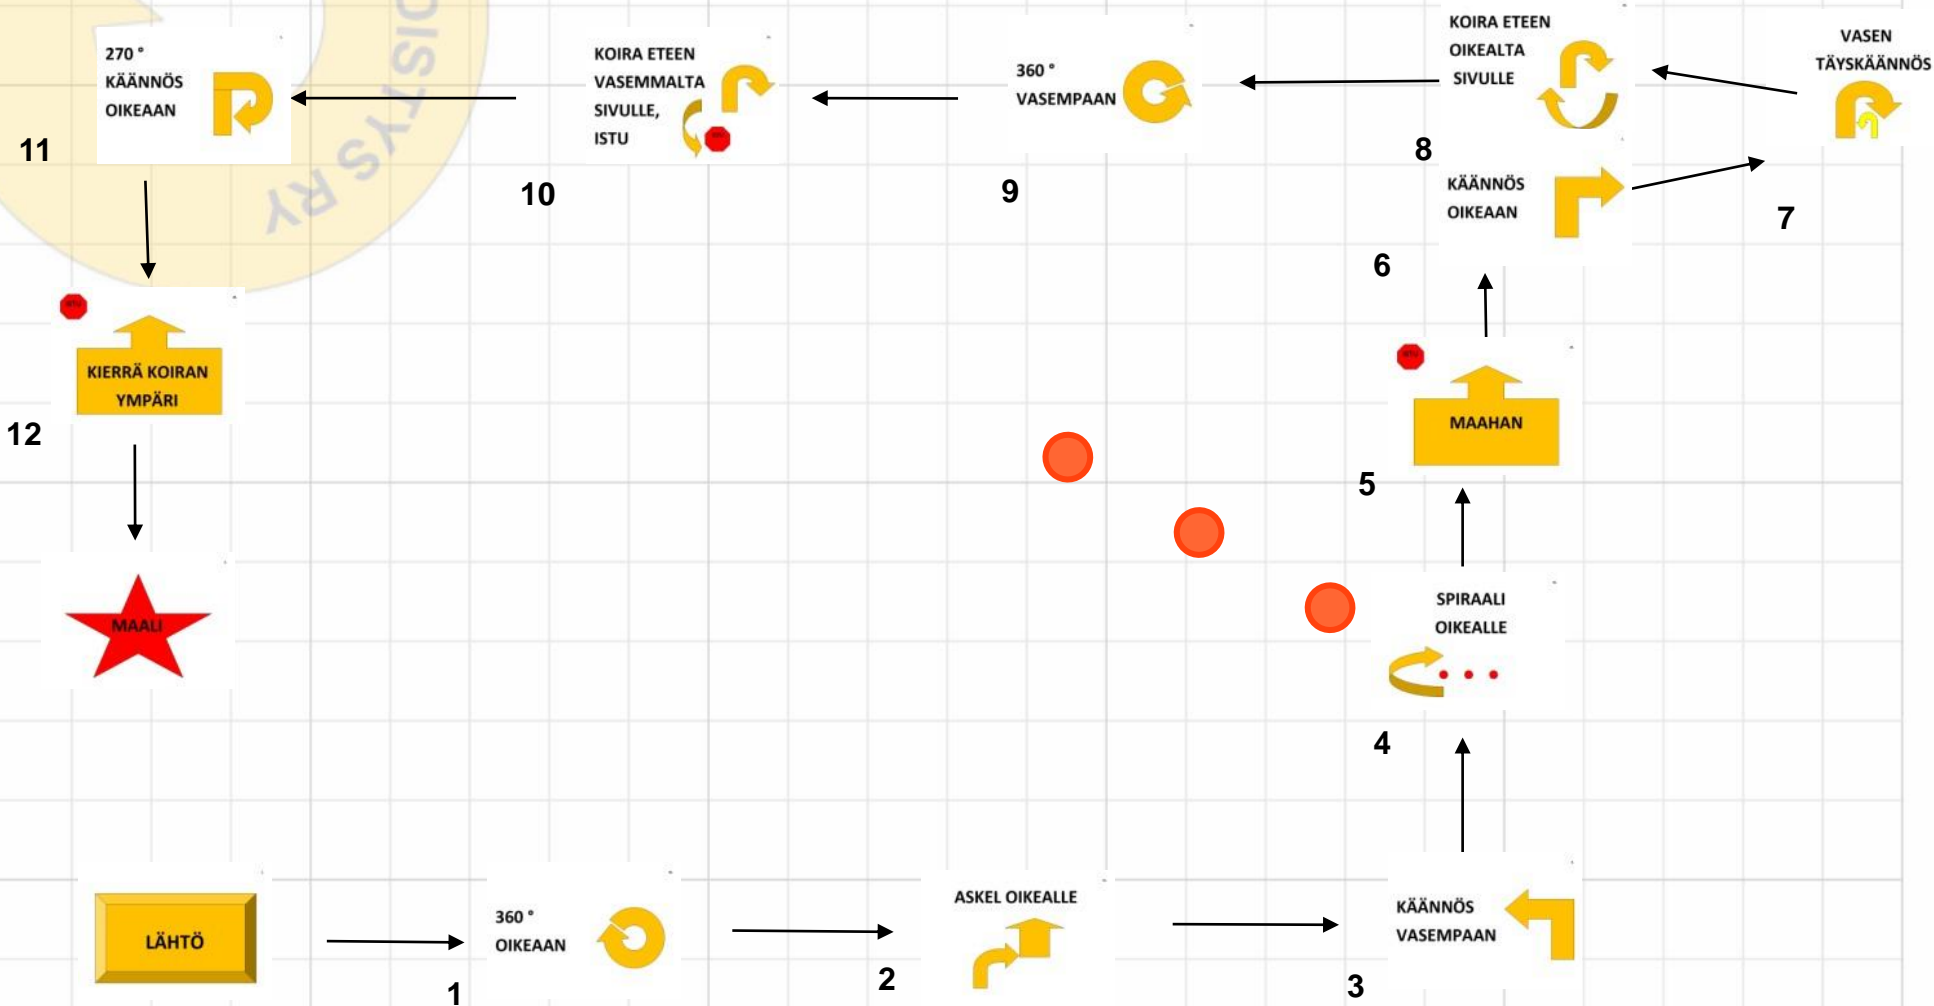 DISTYS RY
270 °
KÄÄNNÖS
OIKEAAN
11
KOIRA ETEEN
VASEMMALTA
SIVULLE,
ISTU
10
360 °
VASEMPAAN
9
KOIRA ETEEN
OIKEALTA
SIVULLE
8
VASEN
TÄYSKÄÄNNÖS
7
KÄÄNNÖS
OIKEAAN
6
KIERRÄ KOIRAN
YMPÄRI
12
MAAHAN
5
MAALI
SPIRAALI
OIKEALLE
4
LÄHTÖ
360 °
OIKEAAN
1
ASKEL OIKEALLE
2
KÄÄNNÖS
VASEMPAAN
3